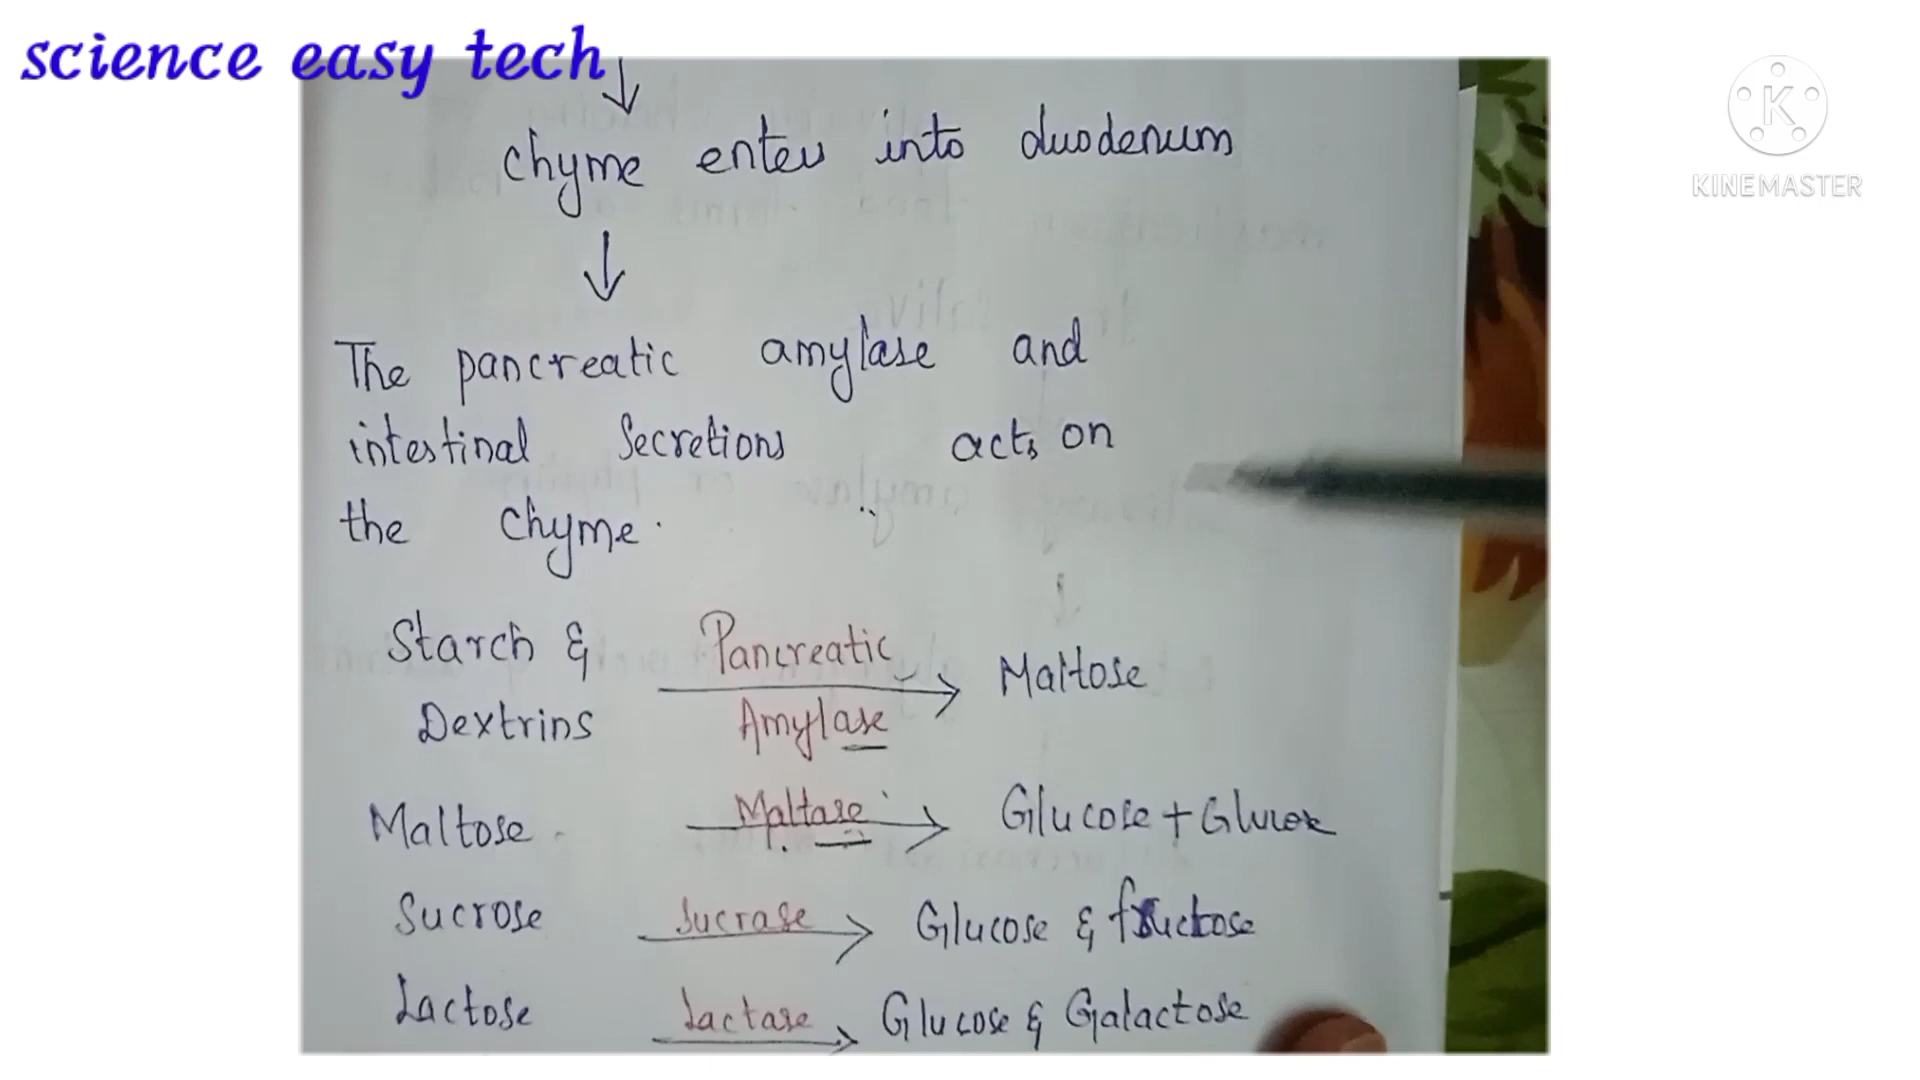 science easy tech
KINEMASTER
↓
chyme enters into duodenum
↓
The pancreatic amylase and
intestinal secretions acts on
the chyme.
Starch & Pancreatic → Maltose
Dextrins Amylase
Maltose Maltase → Glucose + Glucose
Sucrose Sucrase → Glucose & fructose
Lactose Lactase → Glucose & Galactose